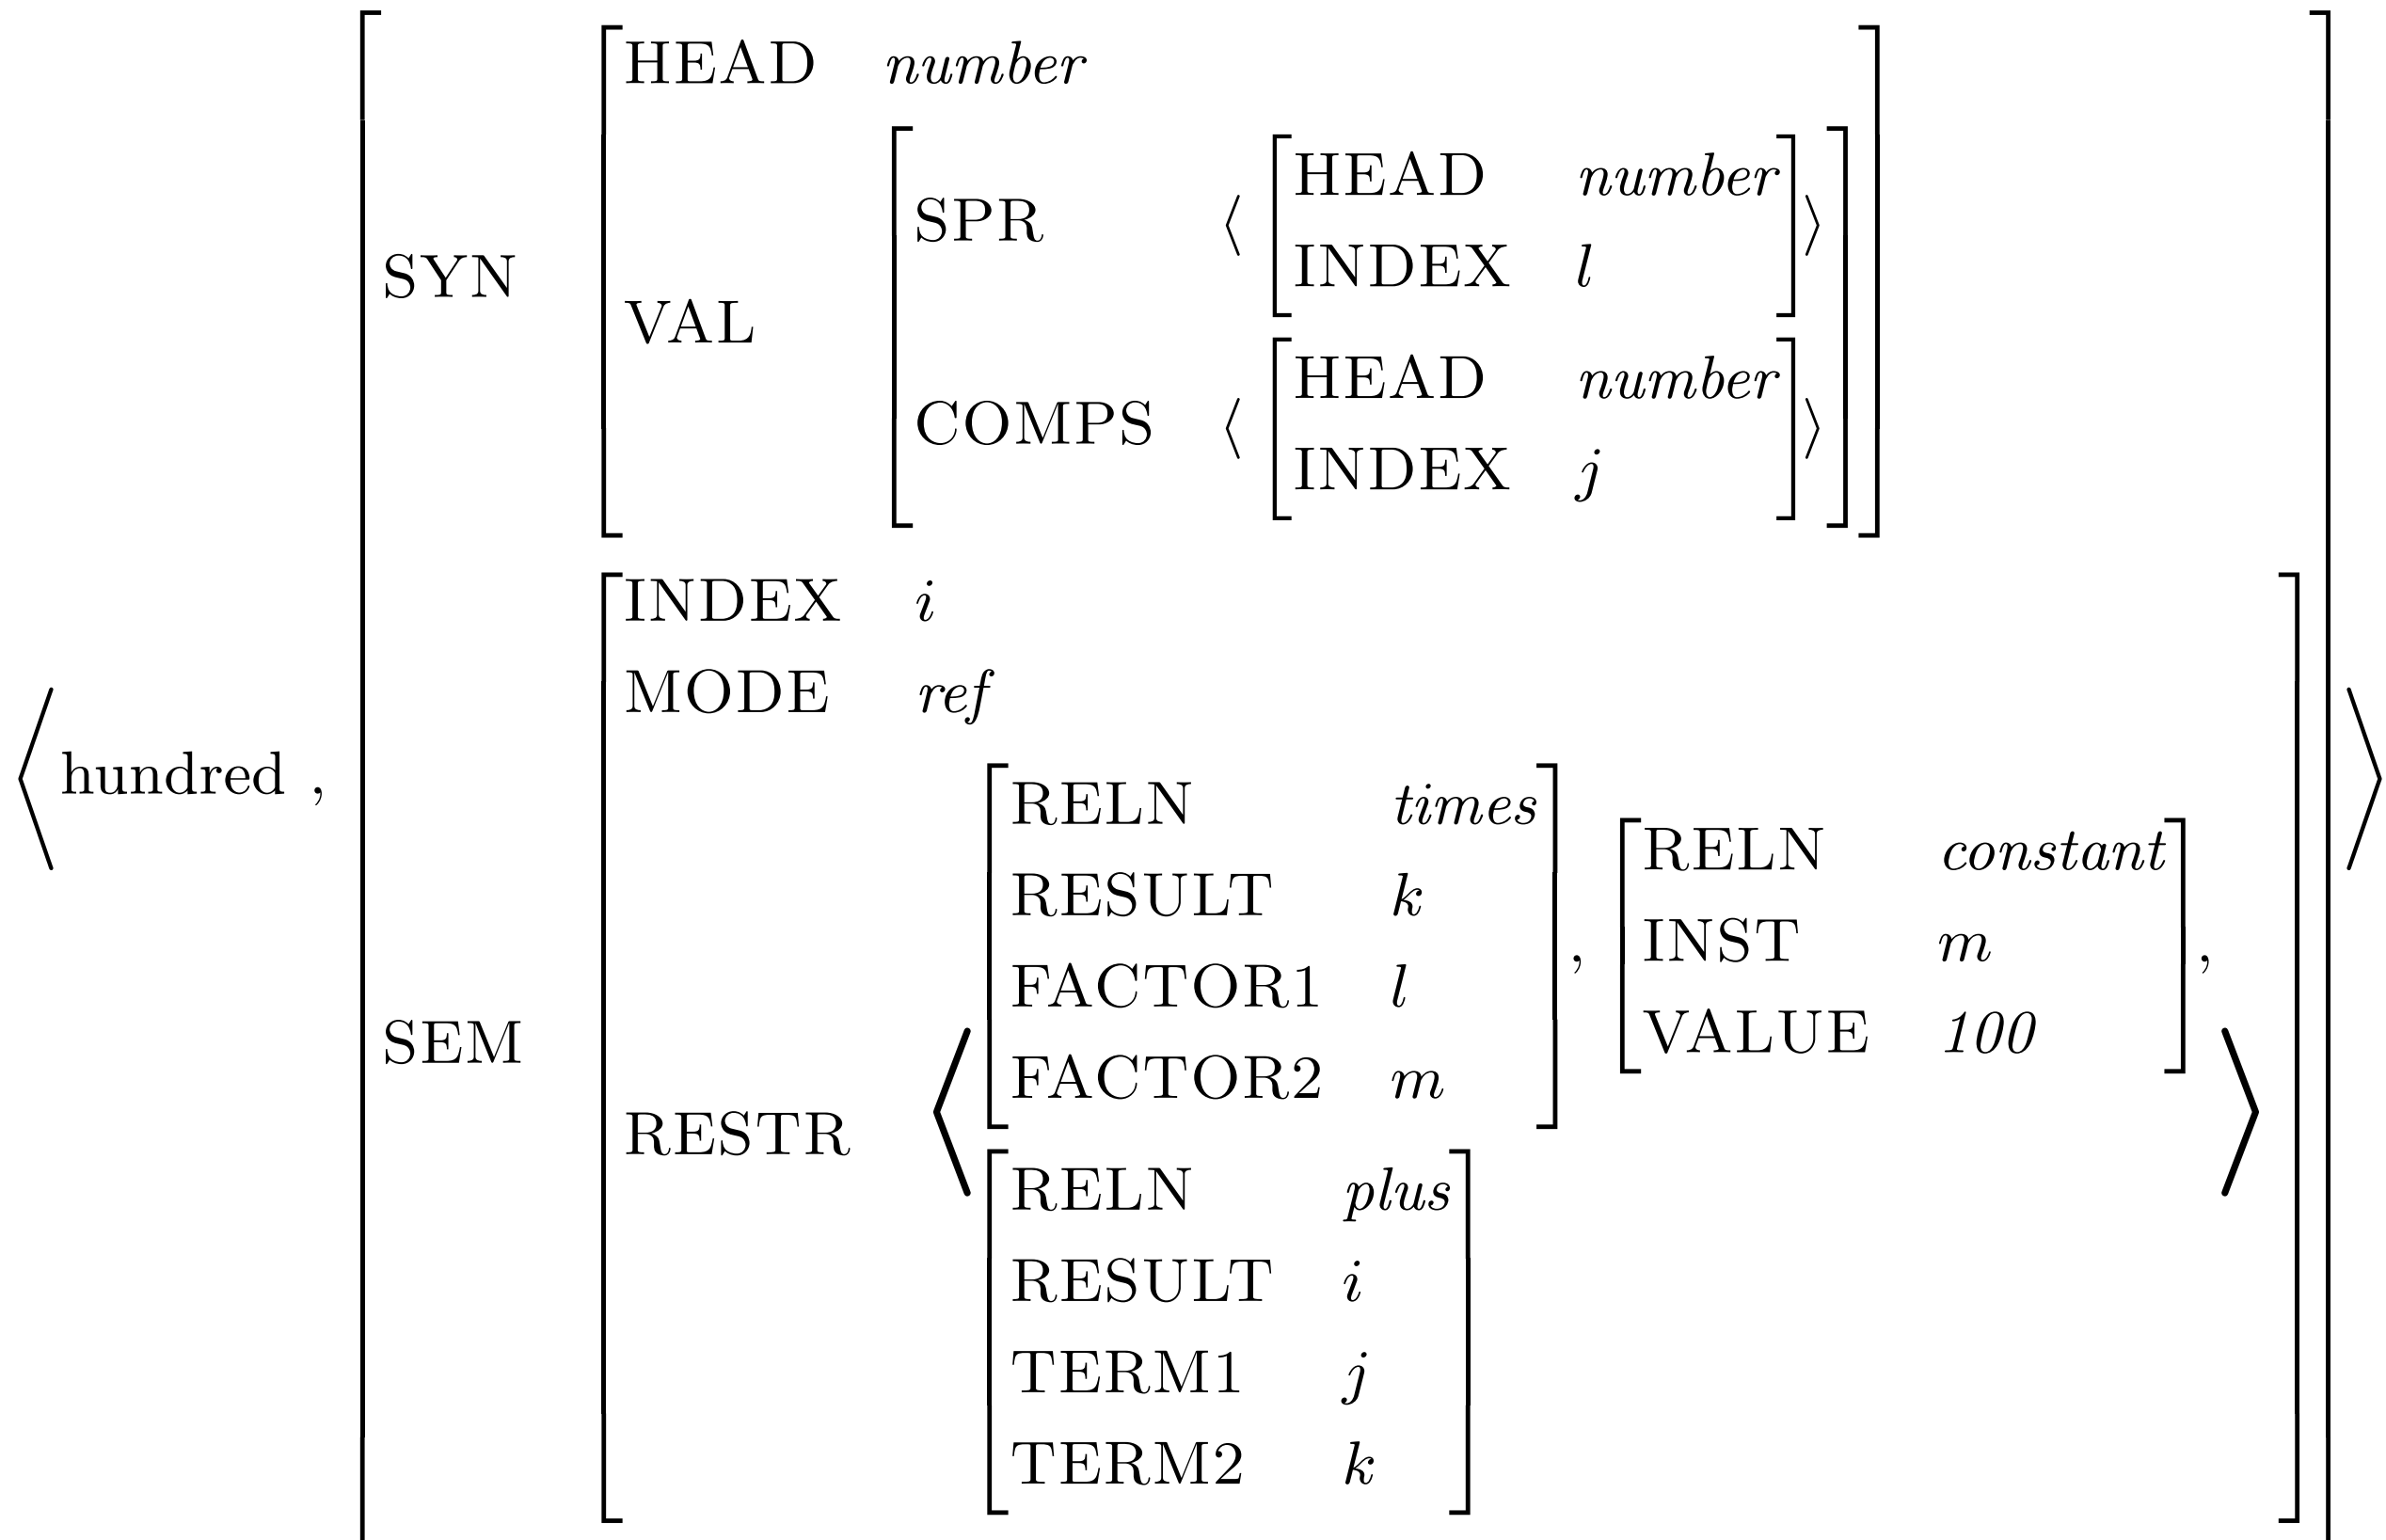 HEAD number
SPR ⟨ [ HEAD number
INDEX l ] ⟩
SYN
VAL
COMPS ⟨ [ HEAD number
INDEX j ] ⟩
INDEX i
MODE ref
⟨ hundred ,
RELN times
RESULT k
FACTOR1 l
FACTOR2 m ,
RELN constant
INST m
VALUE 100 ,
SEM
RESTR
RELN plus
RESULT i
TERM1 j
TERM2 k